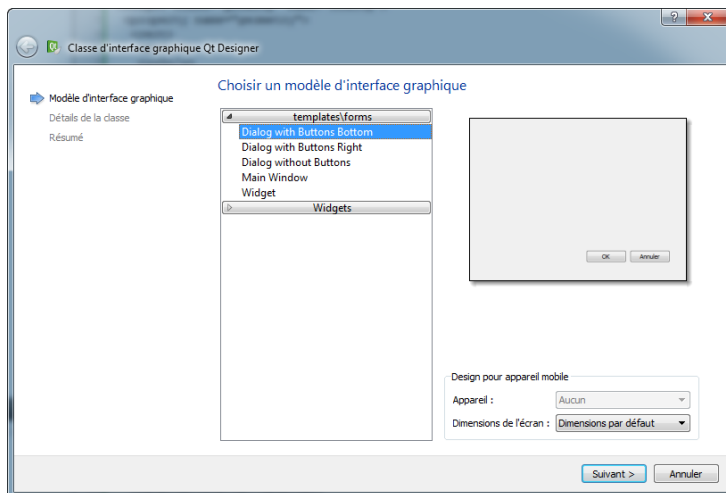 Classe d'interface graphique Qt Designer
Choisir un modèle d'interface graphique
Modèle d'interface graphique
Détails de la classe
Résumé
templates\forms
Dialog with Buttons Bottom
Dialog with Buttons Right
Dialog without Buttons
Main Window
Widget
Widgets
OK Annuler
Design pour appareil mobile
Appareil : Aucun
Dimensions de l'écran : Dimensions par défaut
Suivant > Annuler